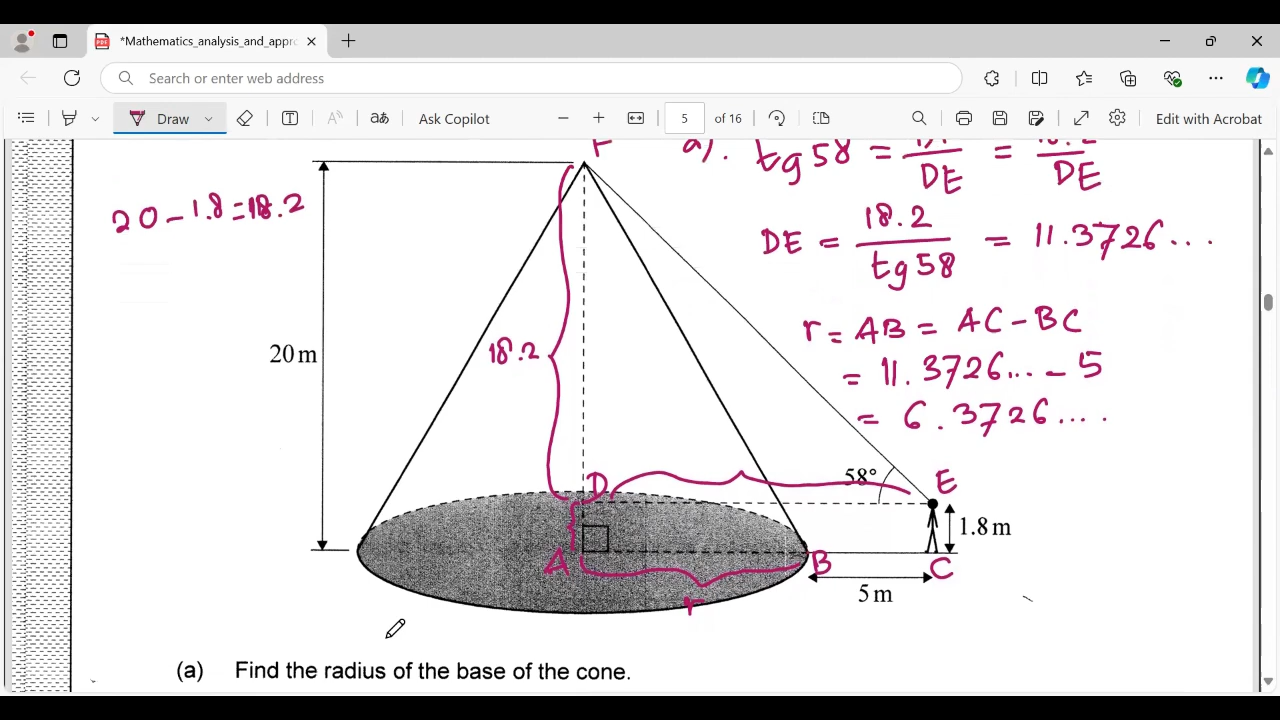 *Mathematics_analysis_and_appro
Search or enter web address
Draw
Ask Copilot
5 of 16
Edit with Acrobat
a). tg 58 = = 
DE DE
20 - 1.8 = 18.2
DE = 18.2 / tg 58 = 11.3726...
r = AB = AC - BC
= 11.3726... - 5
= 6.3726....
20 m
18.2
58°
D
E
1.8 m
A
B
C
5 m
r
(a) Find the radius of the base of the cone.